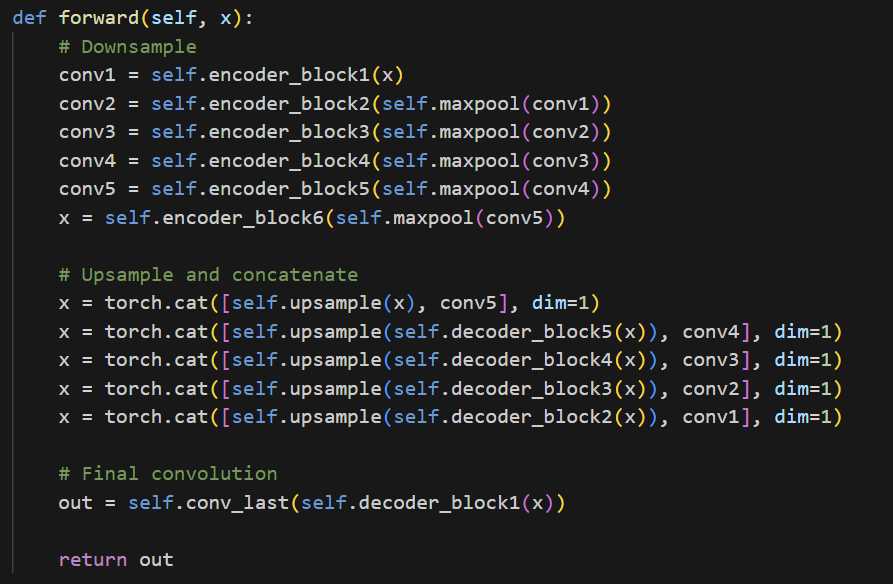 def forward(self, x):
    # Downsample
    conv1 = self.encoder_block1(x)
    conv2 = self.encoder_block2(self.maxpool(conv1))
    conv3 = self.encoder_block3(self.maxpool(conv2))
    conv4 = self.encoder_block4(self.maxpool(conv3))
    conv5 = self.encoder_block5(self.maxpool(conv4))
    x = self.encoder_block6(self.maxpool(conv5))

    # Upsample and concatenate
    x = torch.cat([self.upsample(x), conv5], dim=1)
    x = torch.cat([self.upsample(self.decoder_block5(x)), conv4], dim=1)
    x = torch.cat([self.upsample(self.decoder_block4(x)), conv3], dim=1)
    x = torch.cat([self.upsample(self.decoder_block3(x)), conv2], dim=1)
    x = torch.cat([self.upsample(self.decoder_block2(x)), conv1], dim=1)

    # Final convolution
    out = self.conv_last(self.decoder_block1(x))

    return out